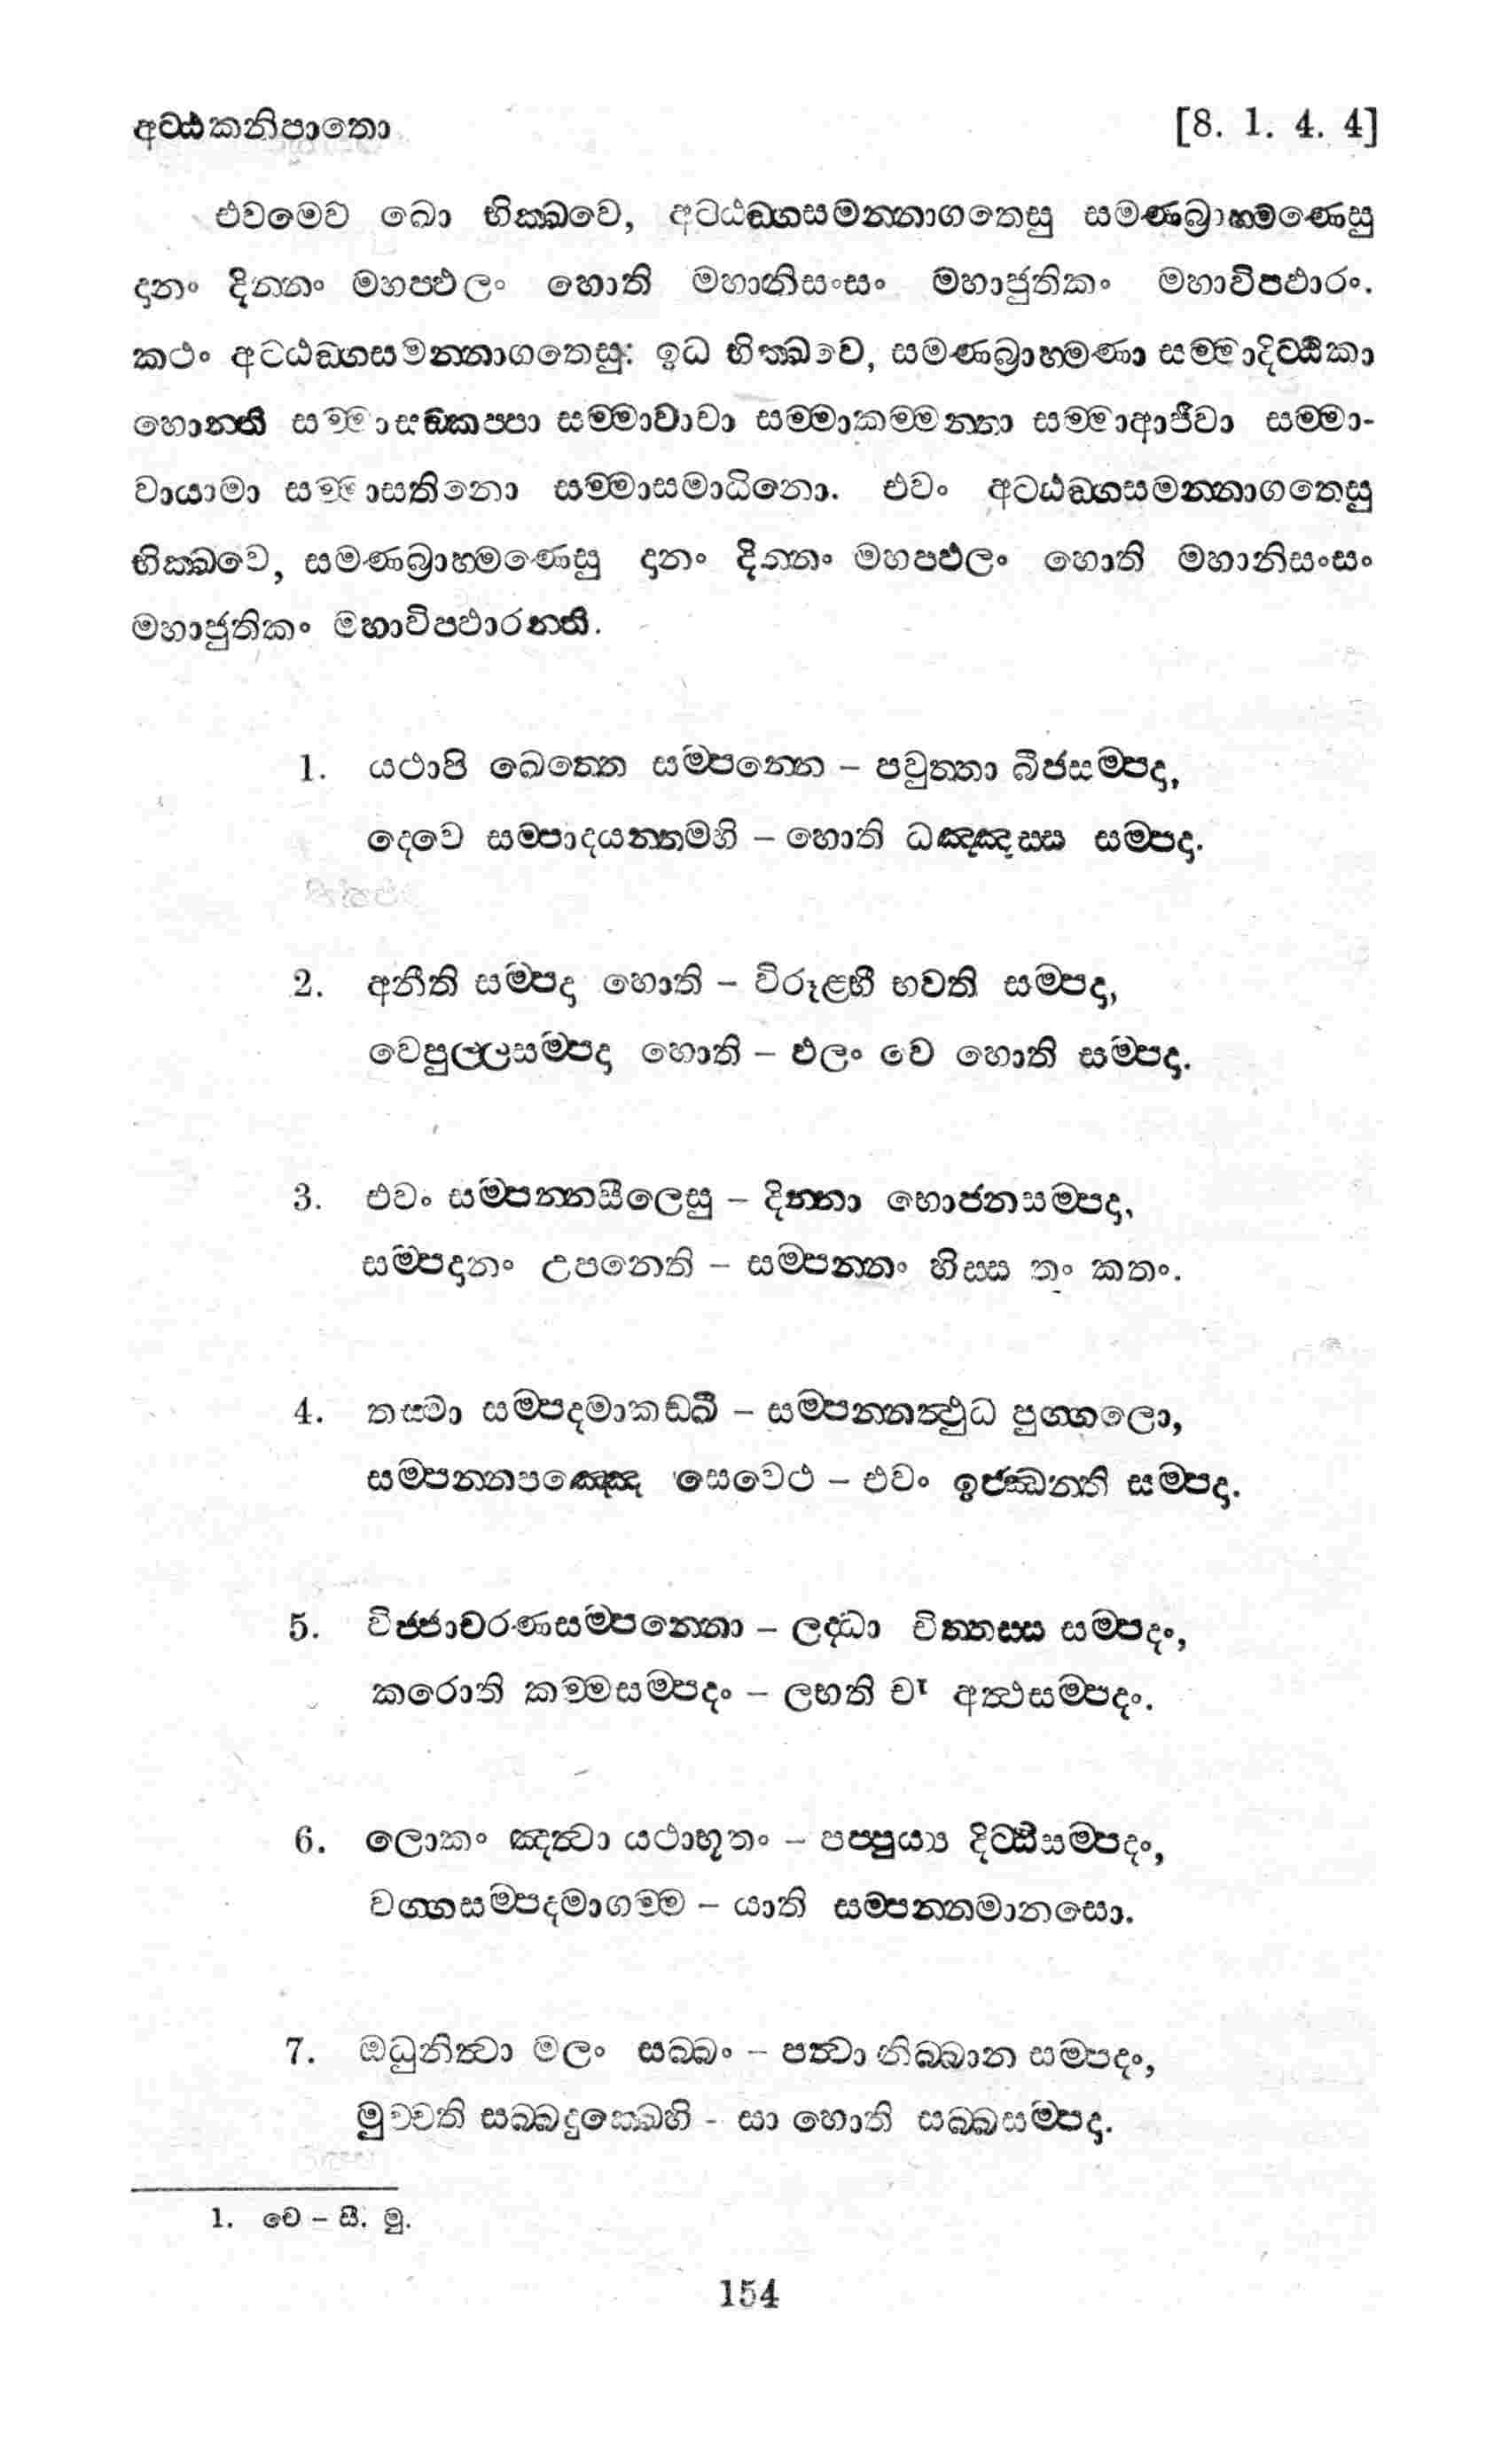 අට්ඨකනිපාතො [8. 1. 4. 4]
එවමෙව ඛො භික්ඛවෙ, අට්ඨඞ්ගසමන්නාගතෙසු සමණබ්‍රාහ්මණෙසු
දානං දින්නං මහප්ඵලං හොති මහානිසංසං මහාජුතිකං මහාවිප්ඵාරං.
කථං අට්ඨඞ්ගසමන්නාගතෙසු: ඉධ භික්ඛවෙ, සමණබ්‍රාහ්මණා සම්මාදිට්ඨිකා
හොන්ති සම්මාසඞ්කප්පා සම්මාවාචා සම්මාකම්මන්තා සම්මාආජීවා සම්මා-
වායාමා සම්මාසතිනො සම්මාසමාධිනො. එවං අට්ඨඞ්ගසමන්නාගතෙසු
භික්ඛවෙ, සමණබ්‍රාහ්මණෙසු දානං දින්නං මහප්ඵලං හොති මහානිසංසං
මහාජුතිකං මහාවිප්ඵාරන්ති.
1. යථාපි ඛෙත්තෙ සම්පන්නෙ – පවුත්තා බීජසම්පදා,
දෙවෙ සම්පාදයන්තම්හි – හොති ධඤ්ඤස්ස සම්පදා.
2. අනීති සම්පදා හොති – විරූළ්හී භවති සම්පදා,
වෙපුල්ලසම්පදා හොති – ඵලං වෙ හොති සම්පදා.
3. එවං සම්පන්නසීලෙසු – දින්නා භොජනසම්පදා,
සම්පදානං උපනෙති – සම්පන්නං හිස්ස තං කතං.
4. තස්මා සම්පදමාකඞ්ඛී – සම්පන්නත්ථුධ පුග්ගලො,
සම්පන්නපඤ්ඤෙ සෙවෙථ – එවං ඉජ්ඣන්ති සම්පදා.
5. විජ්ජාචරණසම්පන්නො – ලද්ධා චිත්තස්ස සම්පදං,
කරොති කම්මසම්පදං – ලභති ච¹ අත්ථසම්පදං.
6. ලොකං ඤත්වා යථාභූතං – පප්පුය්‍ය දිට්ඨිසම්පදං,
මග්ගසම්පදමාගම්ම – යාති සම්පන්නමානසො.
7. ඔධුනිත්වා මලං සබ්බං – පත්වා නිබ්බාන සම්පදං,
මුච්චති සබ්බදුක්ඛෙහි - සා හොති සබ්බසම්පදා.
1. චෙ – සී. මු.
154